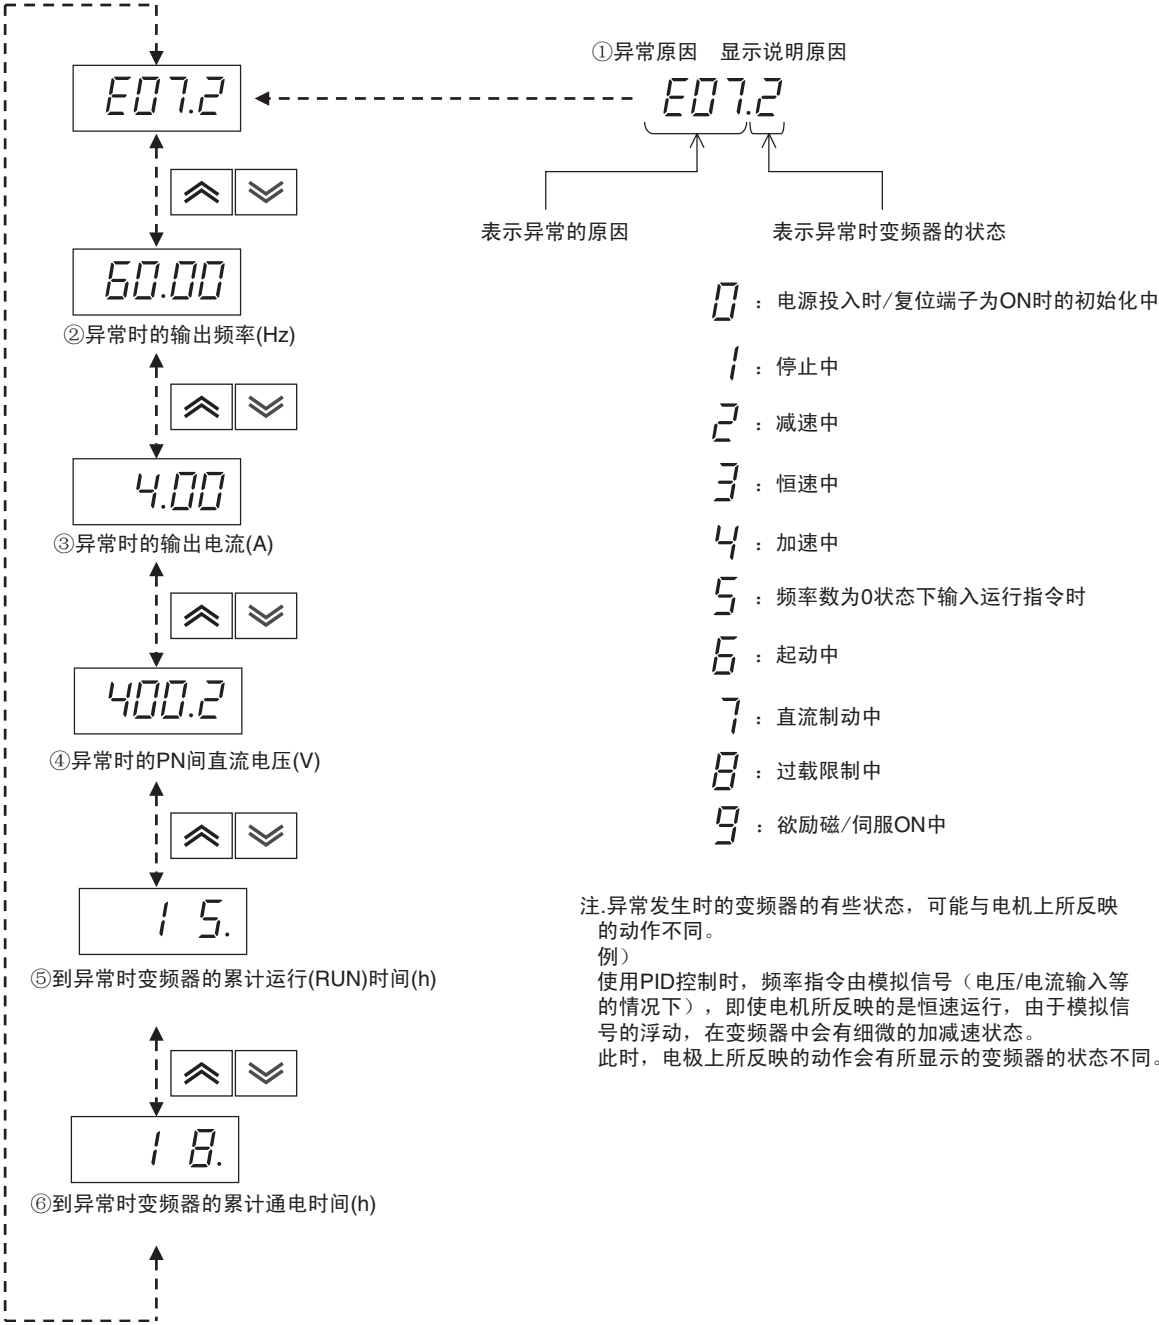 ①异常原因　显示说明原因
E07.2
E07.2
表示异常的原因
表示异常时变频器的状态
60.00
②异常时的输出频率(Hz)
4.00
③异常时的输出电流(A)
400.2
④异常时的PN间直流电压(V)
1 5.
⑤到异常时变频器的累计运行(RUN)时间(h)
1 8.
⑥到异常时变频器的累计通电时间(h)
0：电源投入时/复位端子为ON时的初始化中
1：停止中
2：减速中
3：恒速中
4：加速中
5：频率数为0状态下输入运行指令时
6：起动中
7：直流制动中
8：过载限制中
9：欲励磁/伺服ON中
注.异常发生时的变频器的有些状态，可能与电机上所反映
的动作不同。
例）
使用PID控制时，频率指令由模拟信号（电压/电流输入等
的情况下），即使电机所反映的是恒速运行，由于模拟信
号的浮动，在变频器中会有细微的加减速状态。
此时，电极上所反映的动作会有所显示的变频器的状态不同。